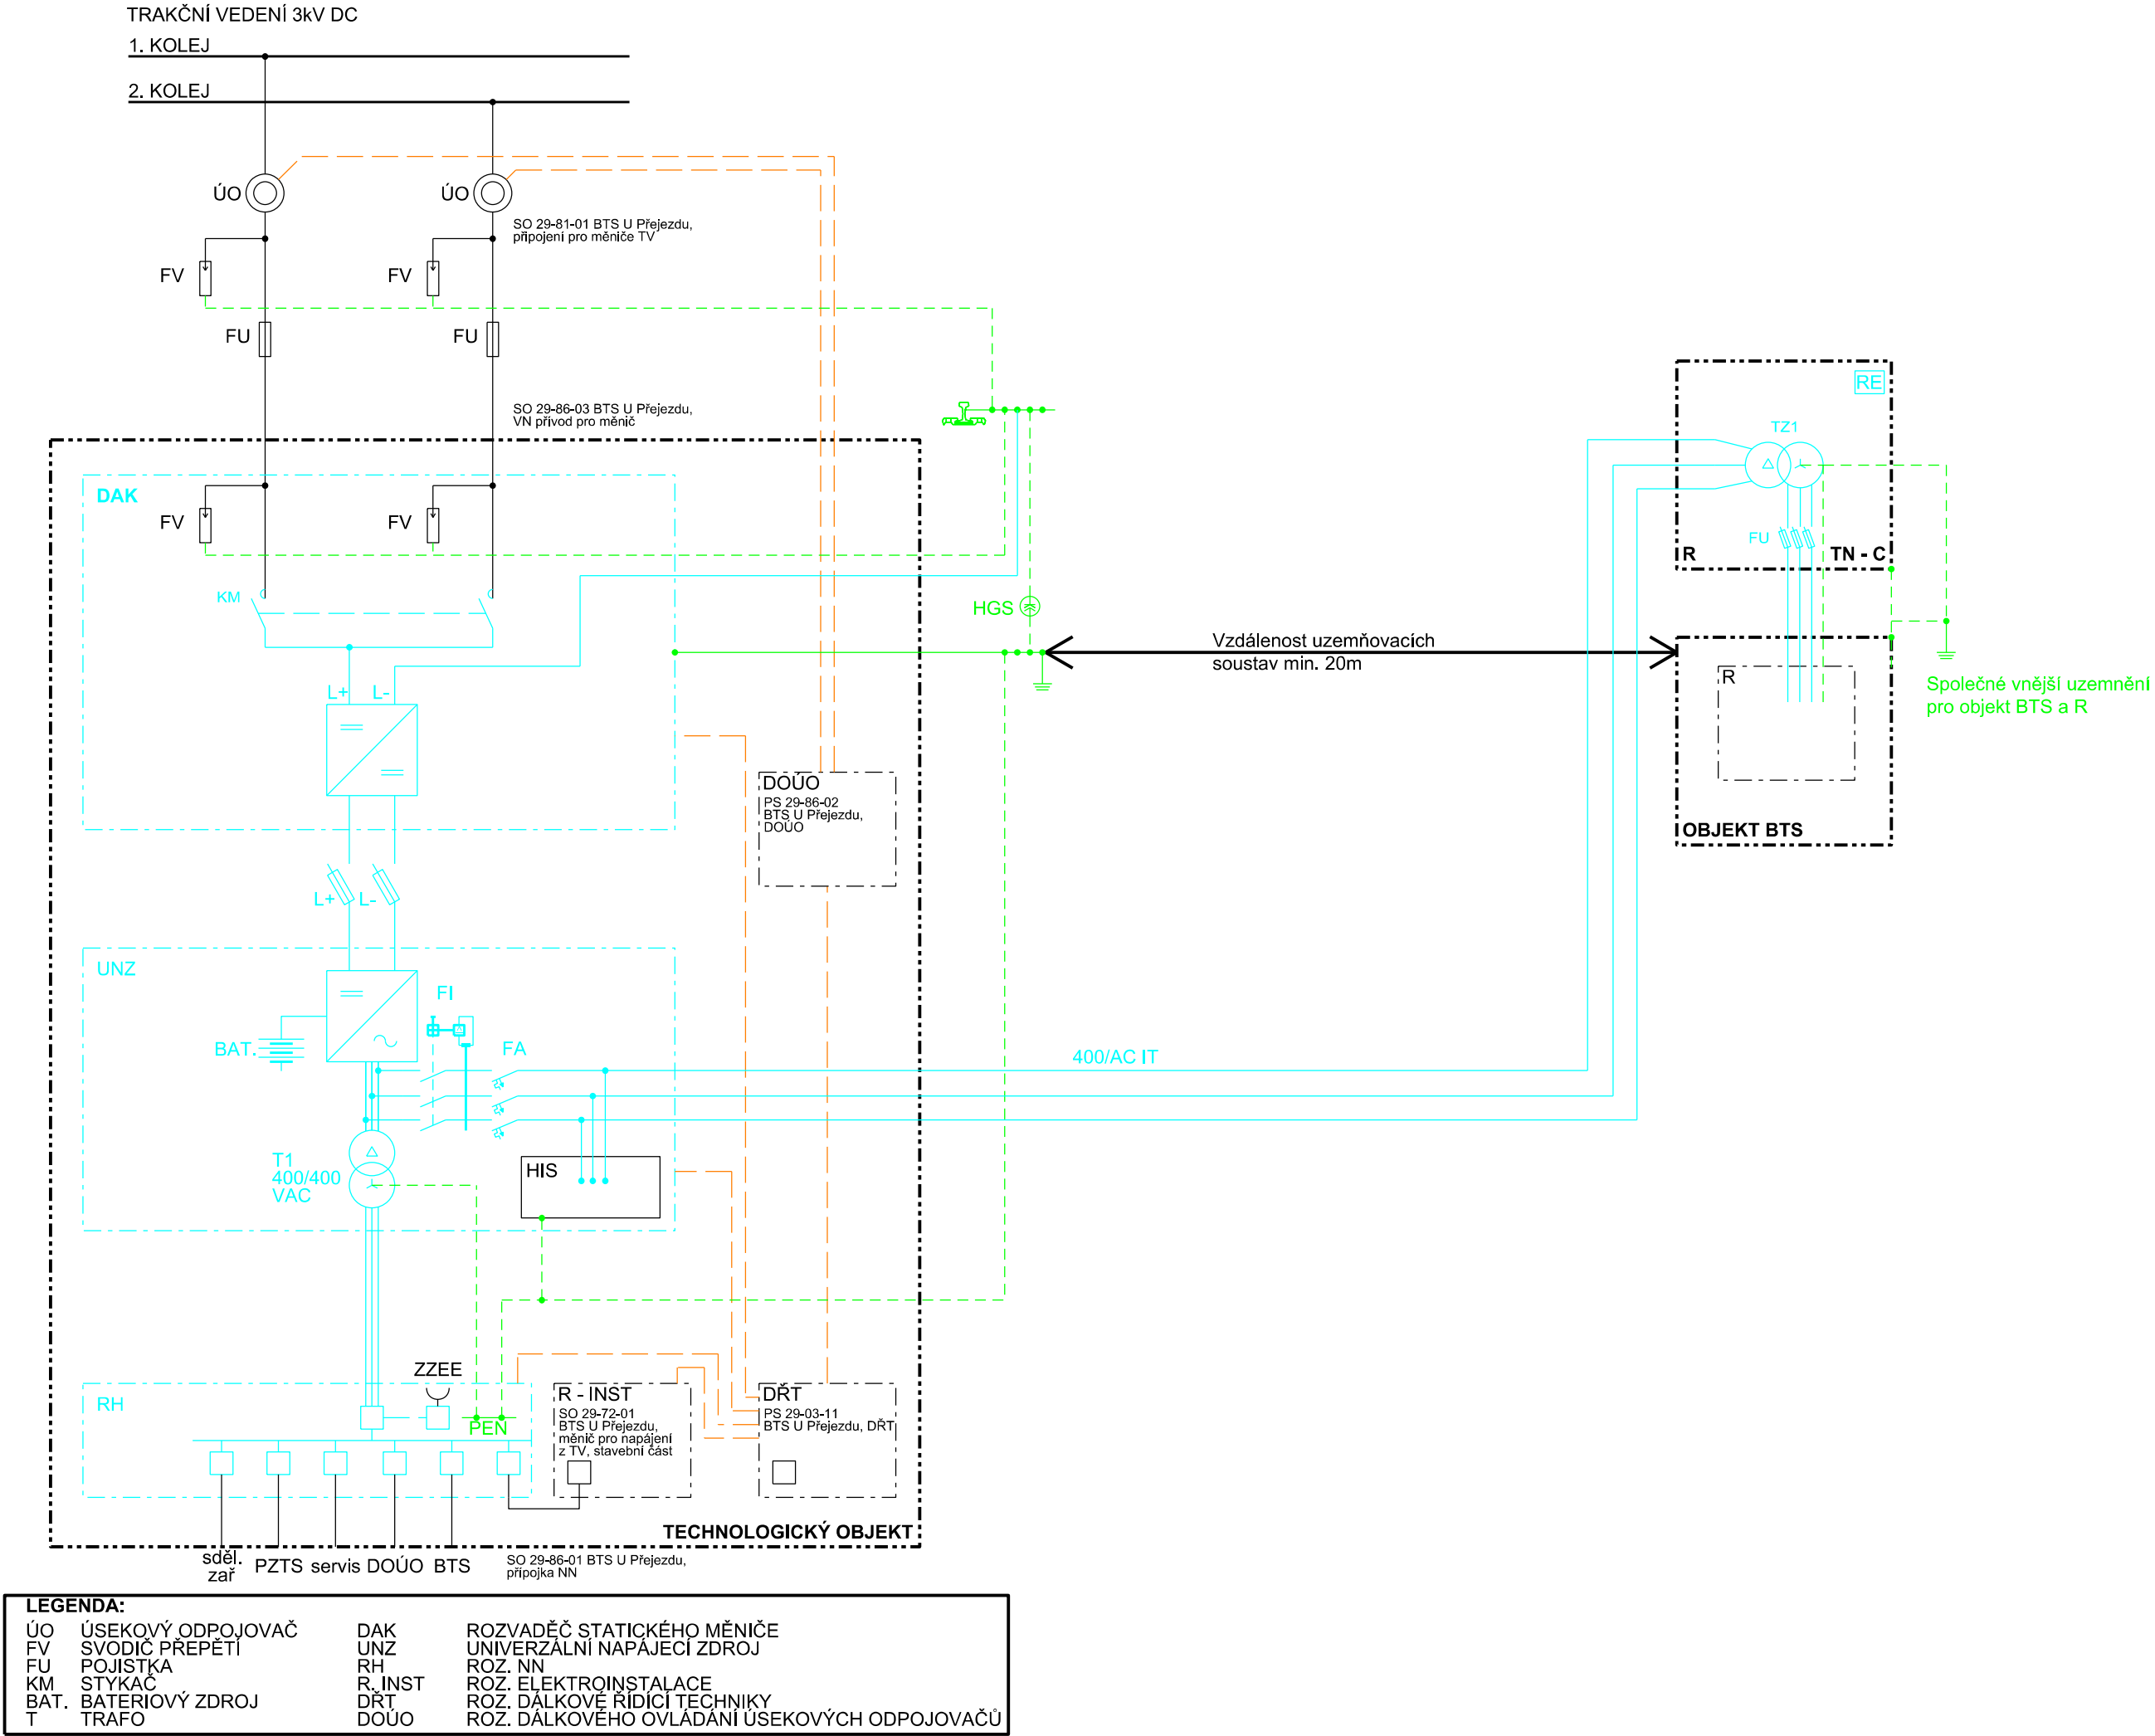 TRAKČNÍ VEDENÍ 3kV DC
1. KOLEJ
2. KOLEJ
ÚO
ÚO
SO 29-81-01 BTS U Přejezdu,
připojení pro měniče TV
FV
FV
FU
FU
SO 29-86-03 BTS U Přejezdu,
VN přívod pro měnič
DAK
FV
FV
KM
L+
L-
L+
L-
HGS
Vzdálenost uzemňovacích
soustav min. 20m
RE
TZ1
FU
R
TN - C
R
OBJEKT BTS
Společné vnější uzemnění
pro objekt BTS a R
DOÚO
PS 29-86-02
BTS U Přejezdu,
DOÚO
UNZ
FI
BAT.
FA
400/AC IT
T1
400/400
VAC
HIS
ZZEE
RH
PEN
R - INST
SO 29-72-01
BTS U Přejezdu,
měnič pro napájení
z TV, stavební část
DŘT
PS 29-03-11
BTS U Přejezdu, DŘT
TECHNOLOGICKÝ OBJEKT
sděl.
zař
PZTS
servis
DOÚO
BTS
SO 29-86-01 BTS U Přejezdu,
přípojka NN
LEGENDA:
ÚO ÚSEKOVÝ ODPOJOVAČ DAK ROZVADĚČ STATICKÉHO MĚNIČE
FV SVODIČ PŘEPĚTÍ UNZ UNIVERZÁLNÍ NAPÁJECÍ ZDROJ
FU POJISTKA RH ROZ. NN
KM STYKAČ R. INST ROZ. ELEKTROINSTALACE
BAT. BATERIOVÝ ZDROJ DŘT ROZ. DÁLKOVÉ ŘÍDÍCÍ TECHNIKY
T TRAFO DOÚO ROZ. DÁLKOVÉHO OVLÁDÁNÍ ÚSEKOVÝCH ODPOJOVAČŮ